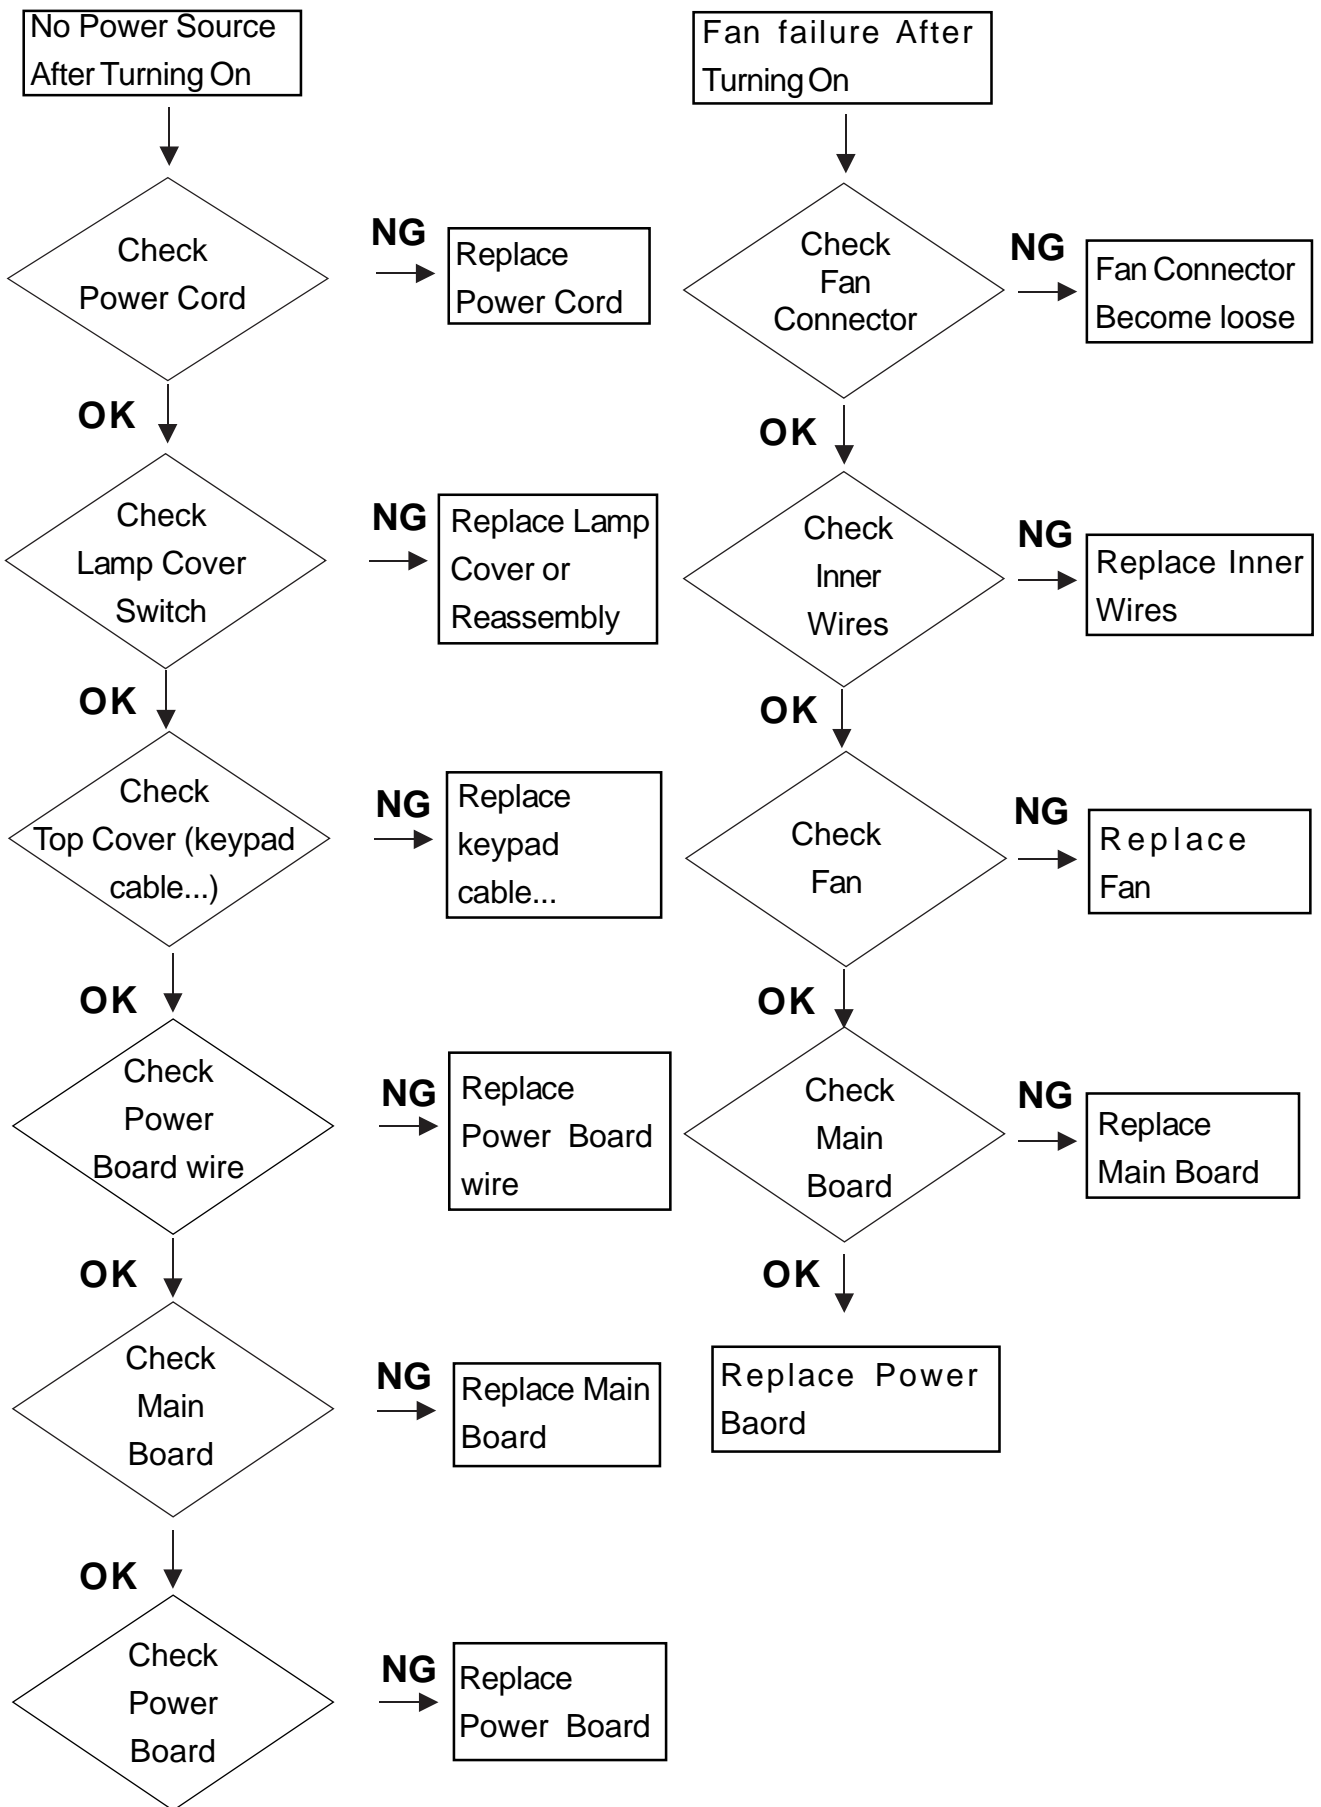 No Power Source
After Turning On
Check
Power Cord
NG
Replace
Power Cord
OK
Check
Lamp Cover
Switch
NG
Replace Lamp
Cover or
Reassembly
OK
Check
Top Cover (keypad
cable...)
NG
Replace
keypad
cable...
OK
Check
Power
Board wire
NG
Replace
Power Board
wire
OK
Check
Main
Board
NG
Replace Main
Board
OK
Check
Power
Board
NG
Replace
Power Board
Fan failure After
Turning On
Check
Fan
Connector
NG
Fan Connector
Become loose
OK
Check
Inner
Wires
NG
Replace Inner
Wires
OK
Check
Fan
NG
Replace
Fan
OK
Check
Main
Board
NG
Replace
Main Board
OK
Replace Power
Baord